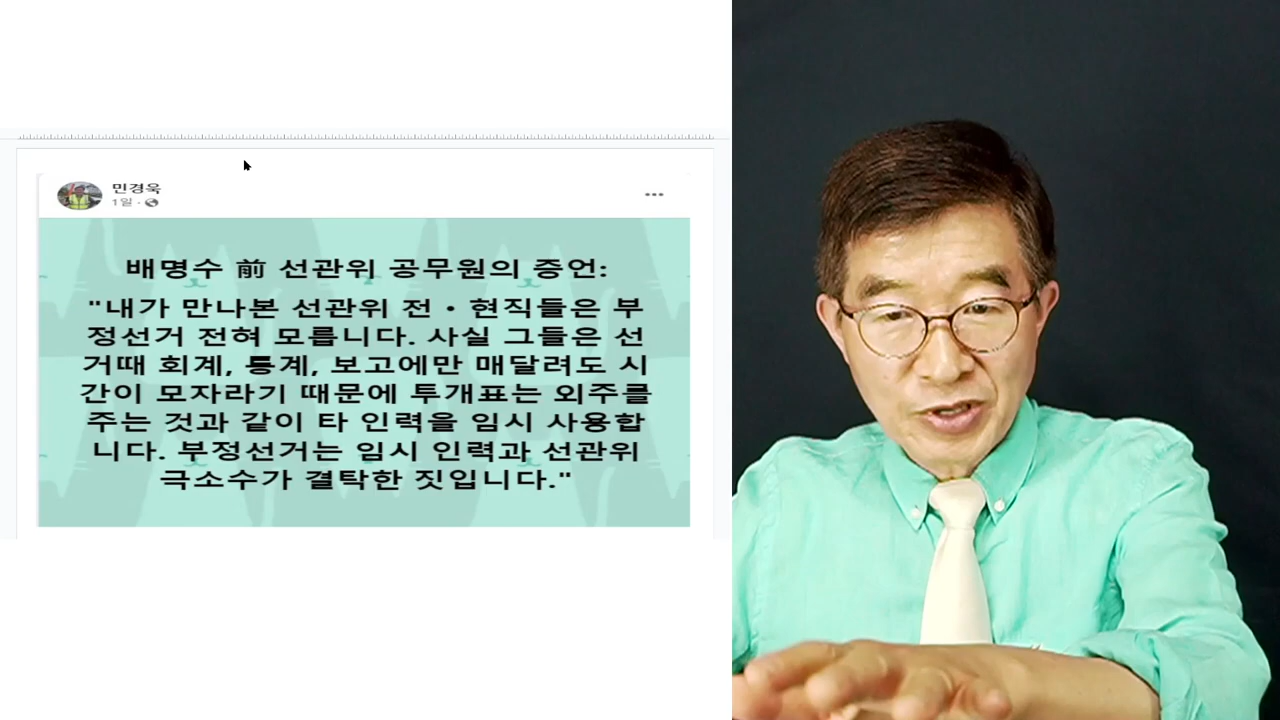 민경욱
1일 ·
배명수 前 선관위 공무원의 증언:
"내가 만나본 선관위 전·현직들은 부
정선거 전혀 모릅니다. 사실 그들은 선
거때 회계, 통계, 보고에만 매달려도 시
간이 모자라기 때문에 투개표는 외주를
주는 것과 같이 타 인력을 임시 사용합
니다. 부정선거는 임시 인력과 선관위
극소수가 결탁한 짓입니다."